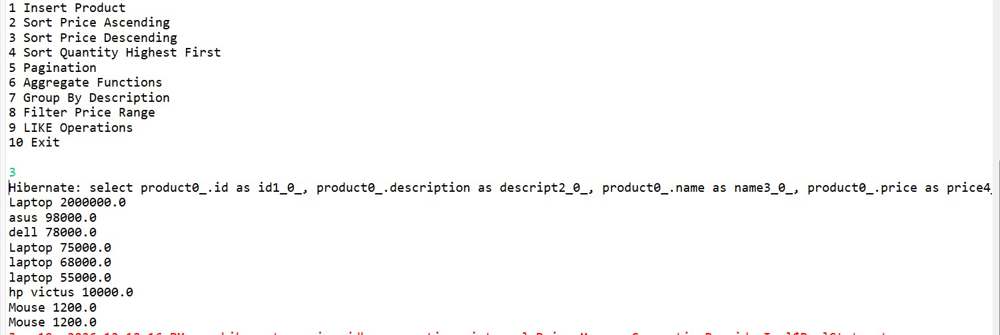 1 Insert Product
2 Sort Price Ascending
3 Sort Price Descending
4 Sort Quantity Highest First
5 Pagination
6 Aggregate Functions
7 Group By Description
8 Filter Price Range
9 LIKE Operations
10 Exit
3
Hibernate: select product0_.id as id1_0_, product0_.description as descript2_0_, product0_.name as name3_0_, product0_.price as price4_
Laptop 2000000.0
asus 98000.0
dell 78000.0
Laptop 75000.0
laptop 68000.0
laptop 55000.0
hp victus 10000.0
Mouse 1200.0
Mouse 1200.0